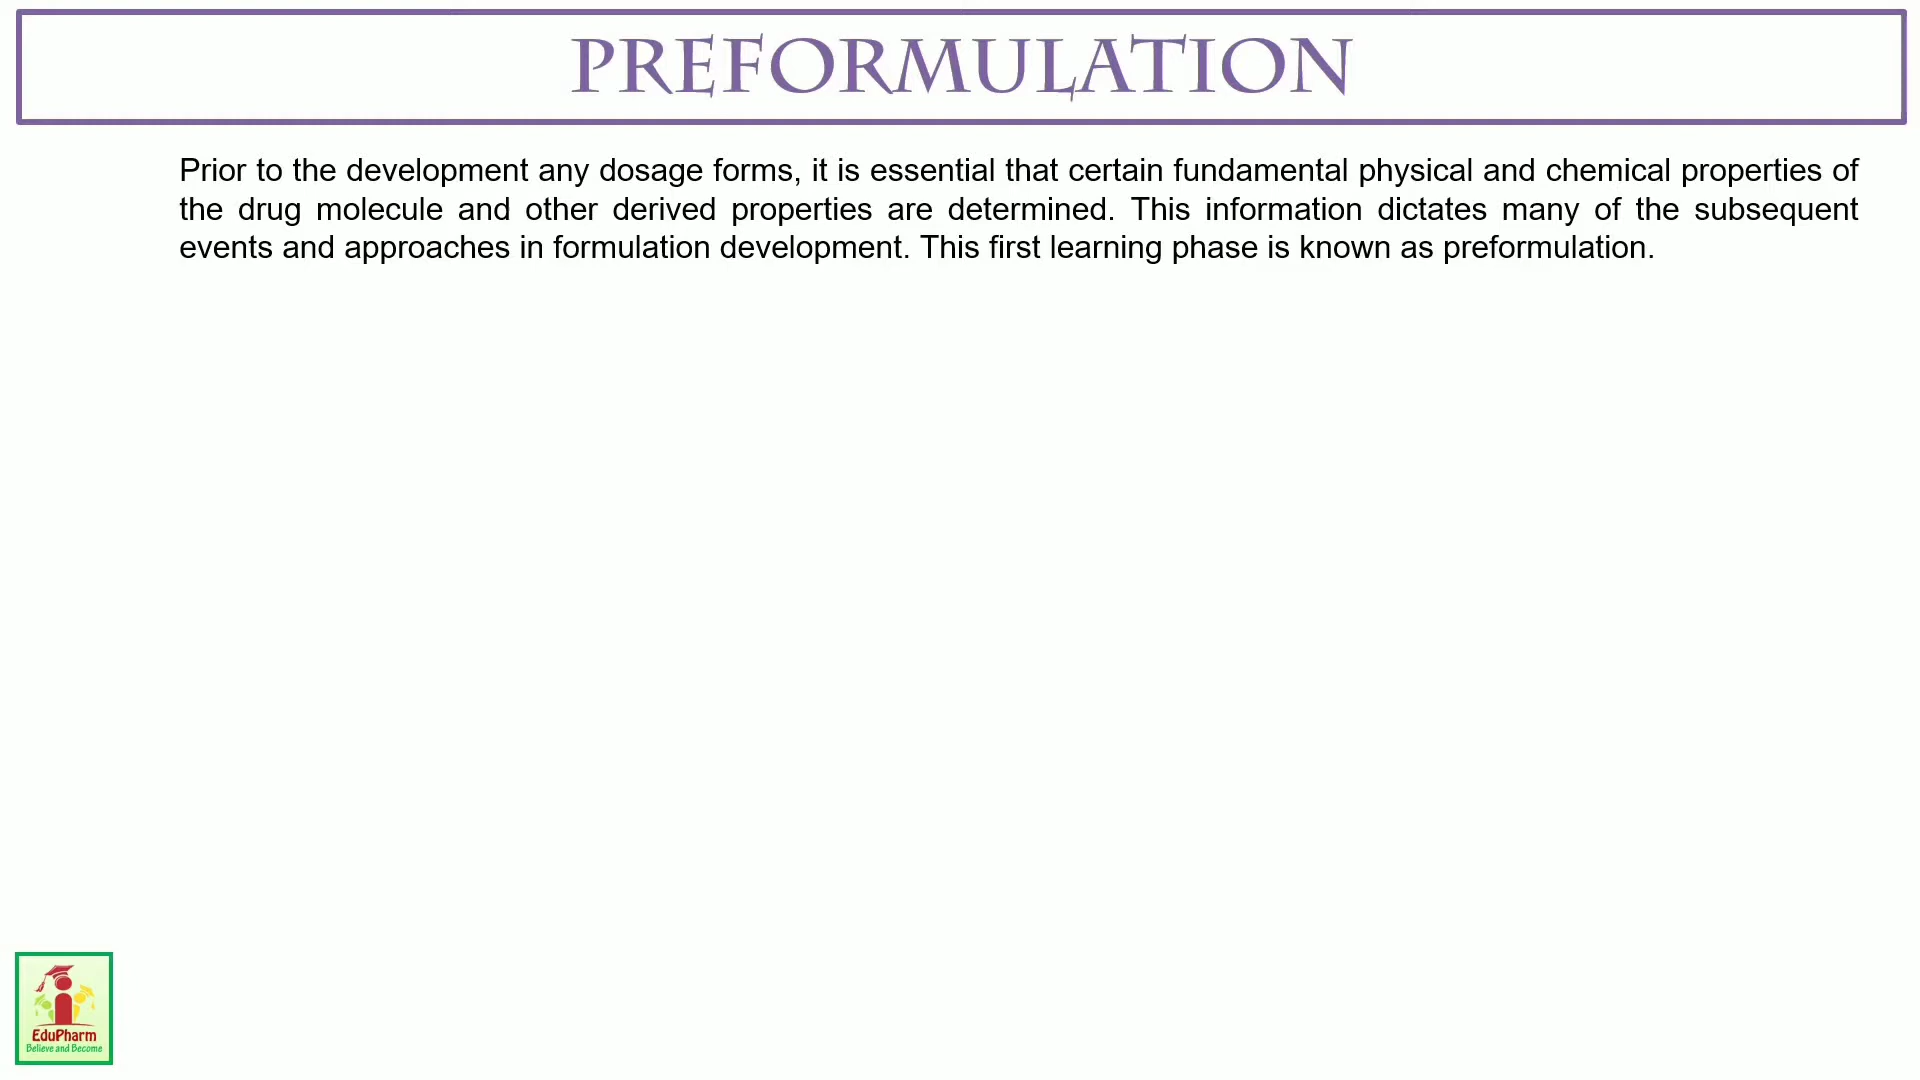 PREFORMULATION
Prior to the development any dosage forms, it is essential that certain fundamental physical and chemical properties of
the drug molecule and other derived properties are determined. This information dictates many of the subsequent
events and approaches in formulation development. This first learning phase is known as preformulation.
EduPharm
Believe and Become